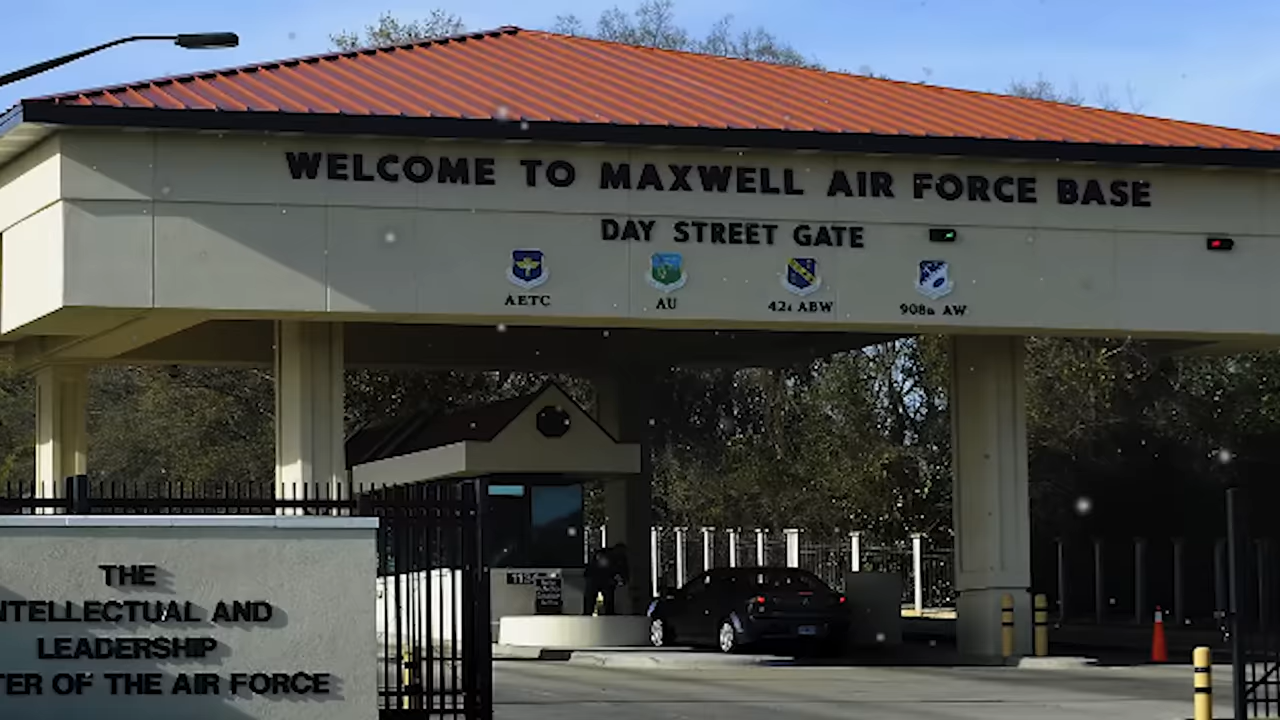 WELCOME TO MAXWELL AIR FORCE BASE
DAY STREET GATE
AETC AU 42d ABW 908th AW
THE
NTELLECTUAL AND
LEADERSHIP
TER OF THE AIR FORCE